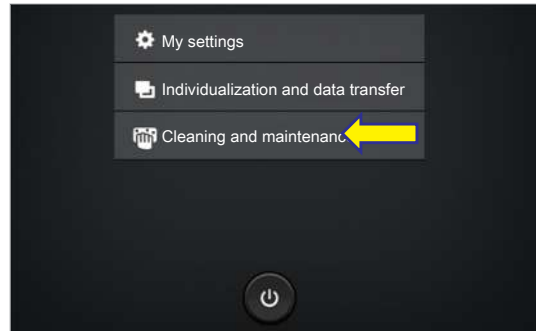 My settings
Individualization and data transfer
Cleaning and maintenanc